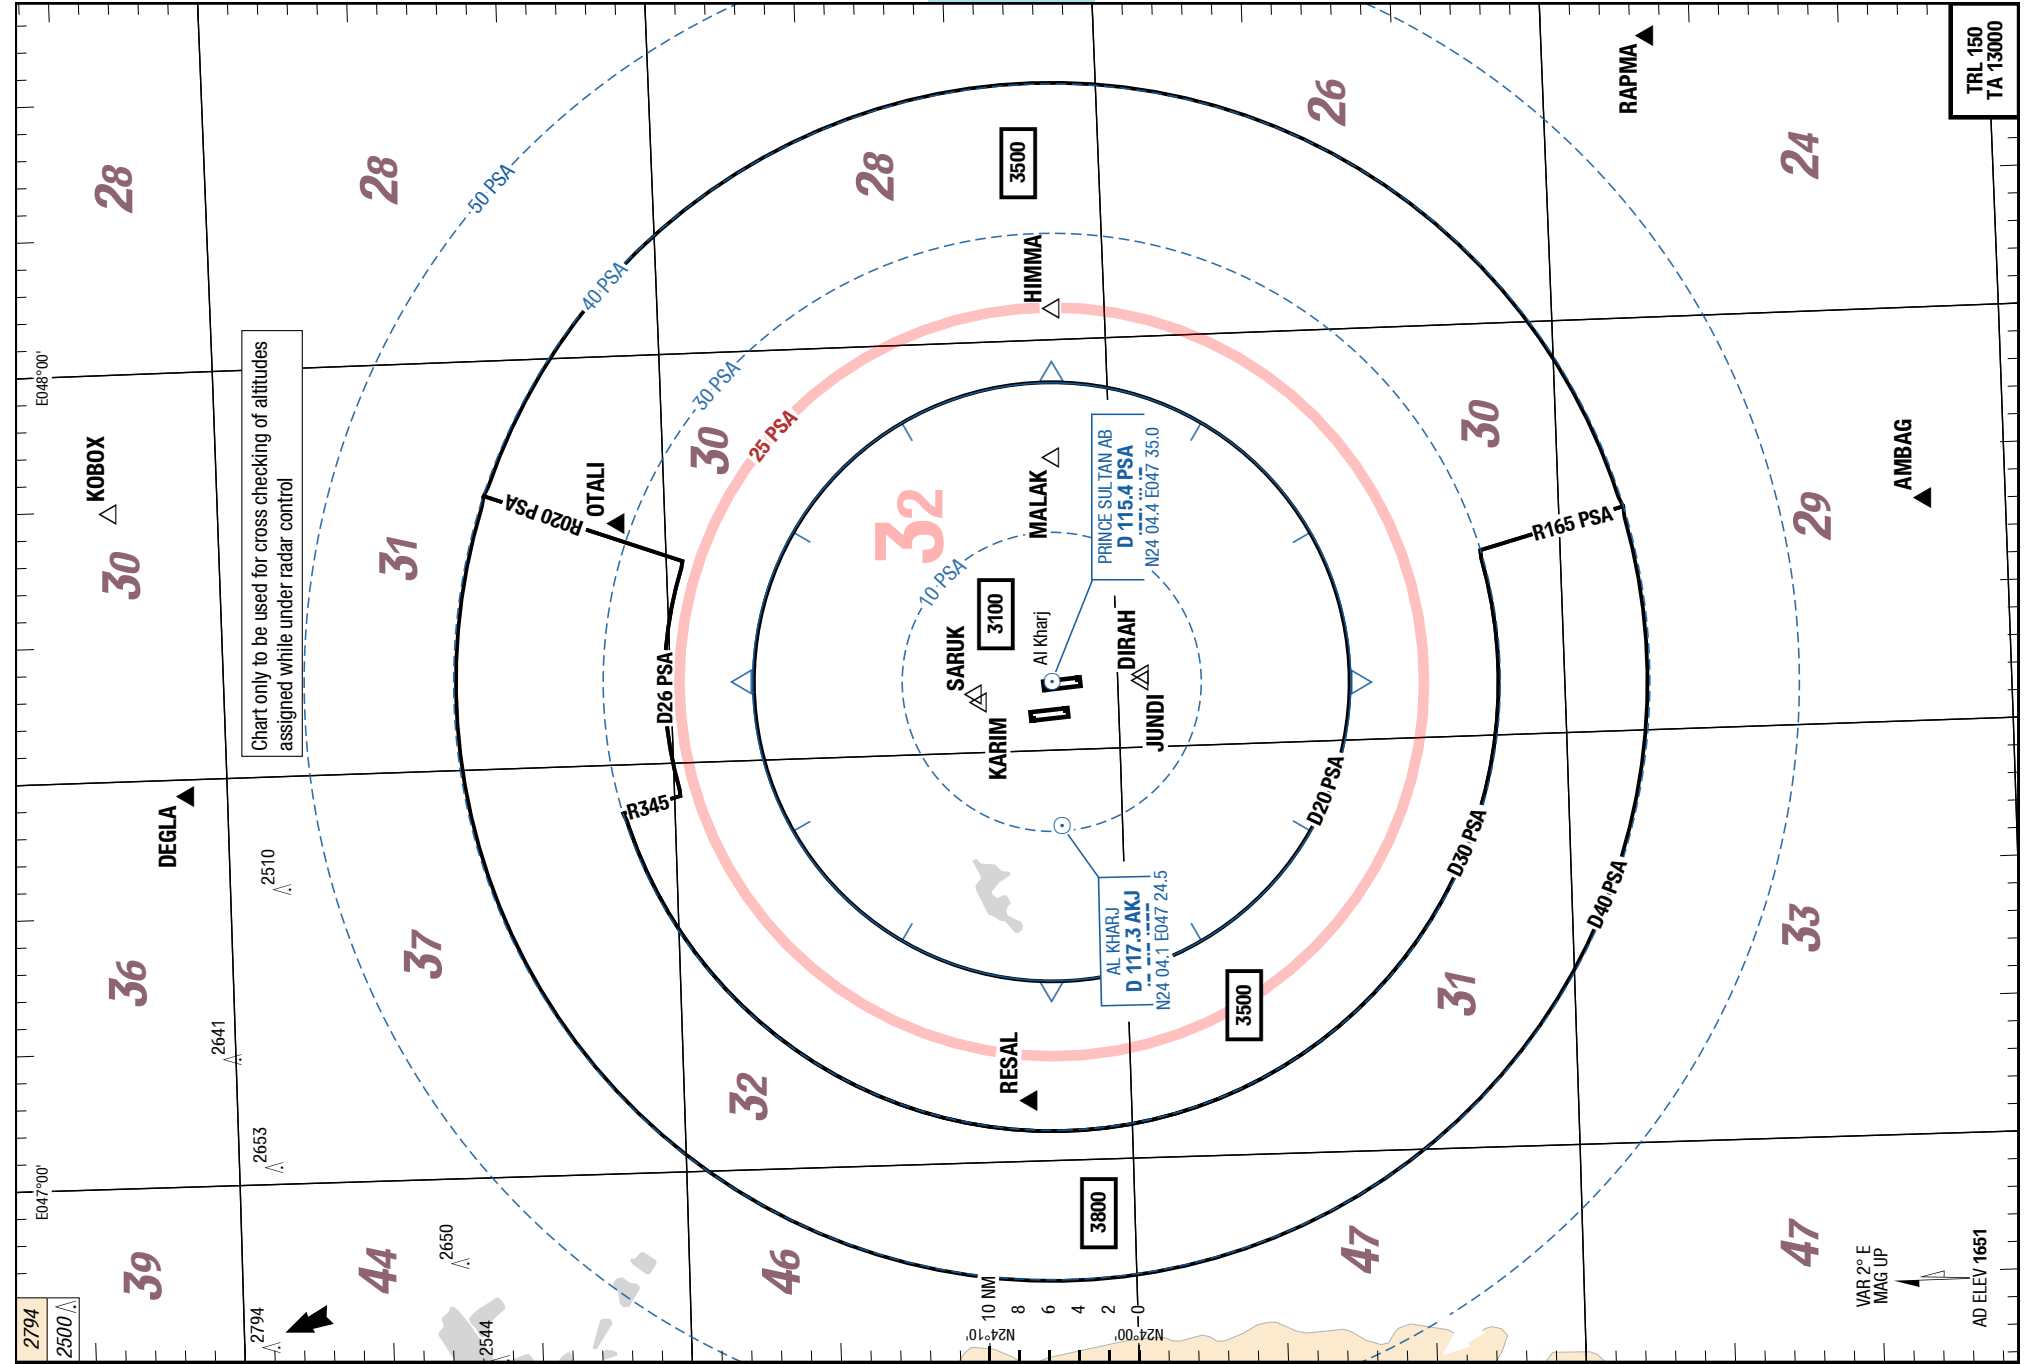 TRL 150
TA 13000
RAPMA
28
28
28
26
24
50 PSA
3500
HIMMA
40 PSA
E048°00'
Chart only to be used for cross checking of altitudes
assigned while under radar control
30 PSA
25 PSA
KOBOX
30
OTALI
R020 PSA
31
30
32
MALAK
10 PSA
PRINCE SULTAN AB
D 115.4 PSA
N24 04.4 E047 35.0
30
R165 PSA
29
AMBAG
3100
Al Kharj
SARUK
KARIM
DIRAH
JUNDI
D26 PSA
R345
DEGLA
2510
D20 PSA
D30 PSA
D40 PSA
36
37
2641
AL KHARJ
D 117.3 AKJ
N24 04.1 E047 24.5
3500
31
33
RESAL
32
2653
E047°00'
3800
39
44
2650
46
47
47
2794
2500
2794
2544
10 NM
8
6
4
2
0
N24°10'
N24°00'
VAR 2° E
MAG UP
AD ELEV 1651